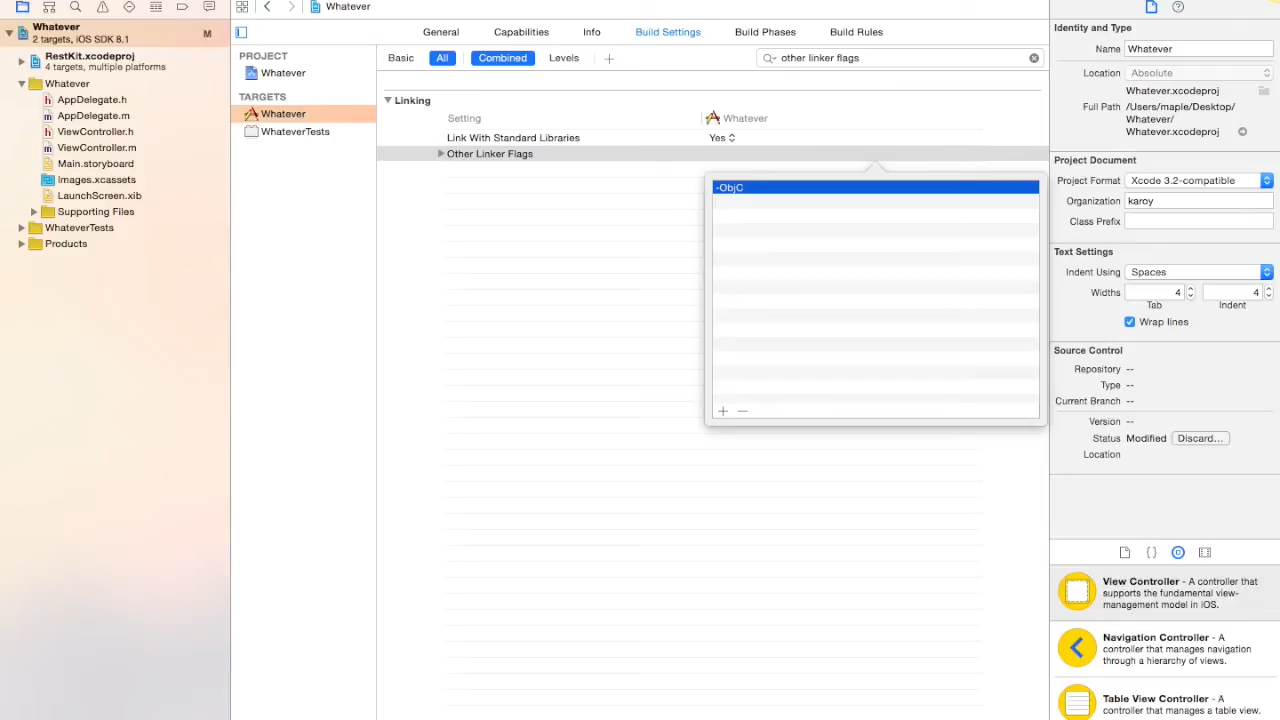 Whatever
Whatever
2 targets, iOS SDK 8.1
M
RestKit.xcodeproj
4 targets, multiple platforms
Whatever
AppDelegate.h
AppDelegate.m
ViewController.h
ViewController.m
Main.storyboard
Images.xcassets
LaunchScreen.xib
Supporting Files
WhateverTests
Products
General
Capabilities
Info
Build Settings
Build Phases
Build Rules
PROJECT
Whatever
TARGETS
Whatever
WhateverTests
Basic
All
Combined
Levels
other linker flags
Linking
Setting
Whatever
Link With Standard Libraries
Yes
Other Linker Flags
-ObjC
Identity and Type
Name Whatever
Location Absolute
Whatever.xcodeproj
Full Path /Users/maple/Desktop/
Whatever/
Whatever.xcodeproj
Project Document
Project Format Xcode 3.2-compatible
Organization karoy
Class Prefix
Text Settings
Indent Using Spaces
Widths 4 4
Tab Indent
Wrap lines
Source Control
Repository --
Type --
Current Branch --
Version --
Status Modified Discard...
Location
View Controller - A controller that
supports the fundamental view-
management model in iOS.
Navigation Controller - A
controller that manages navigation
through a hierarchy of views.
Table View Controller - A
controller that manages a table view.